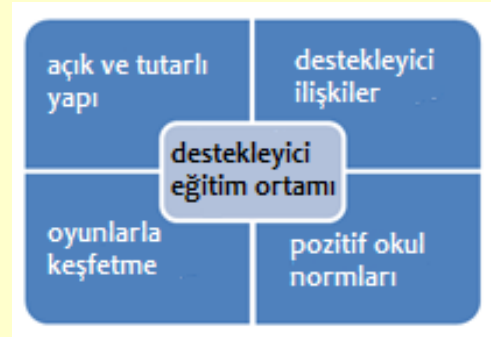 açık ve tutarlı
yapı
destekleyici
ilişkiler
destekleyici
eğitim ortamı
oyunlarla
keşfetme
pozitif okul
normları